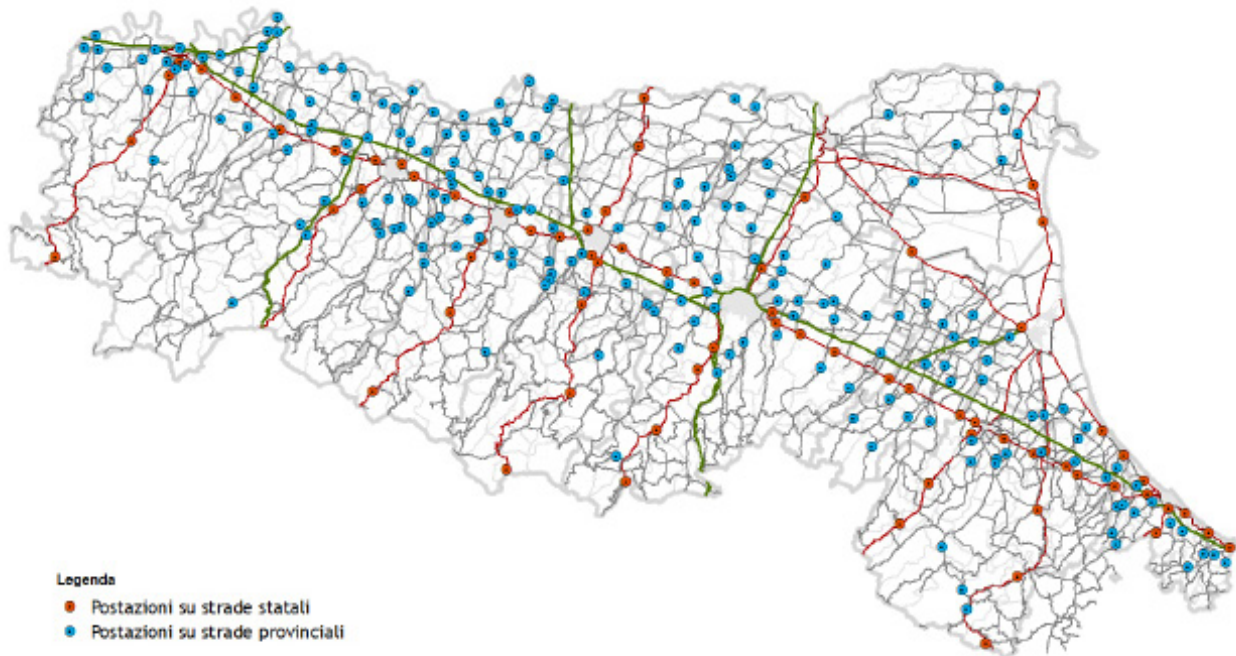 Legenda
Postazioni su strade statali
Postazioni su strade provinciali